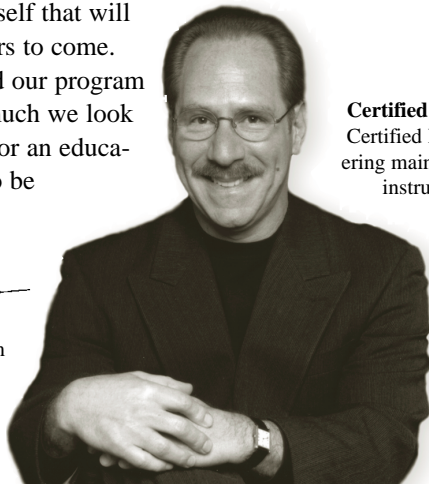 self that will
rs to come.
d our program
much we look
or an educa-
o be
n
Certified
Certified
ering main
instru